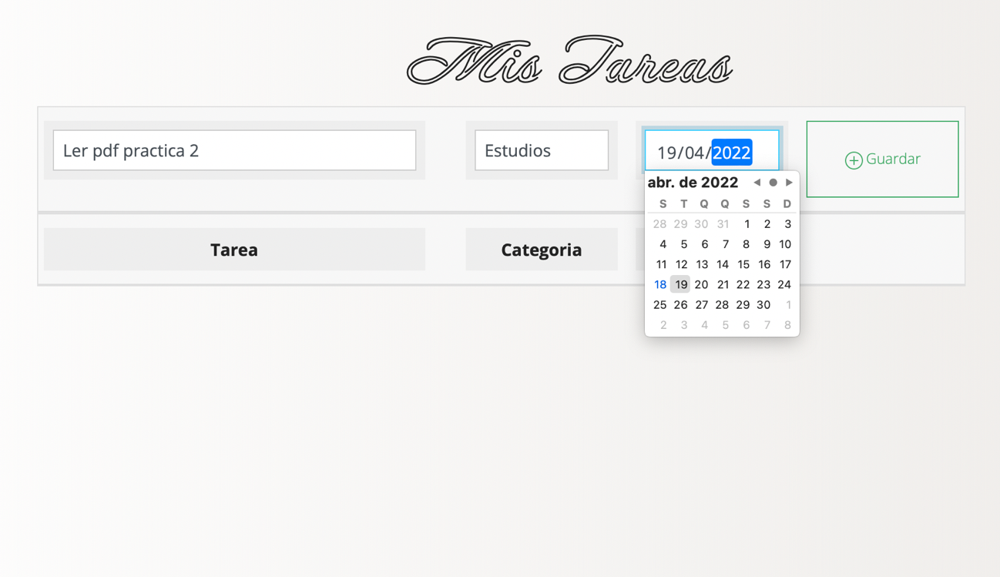 Mis Tareas
Ler pdf practica 2
Estudios
19/04/2022
Guardar
abr. de 2022
S T Q Q S S D
28 29 30 31 1 2 3
4 5 6 7 8 9 10
11 12 13 14 15 16 17
18 19 20 21 22 23 24
25 26 27 28 29 30 1
2 3 4 5 6 7 8
Tarea
Categoria